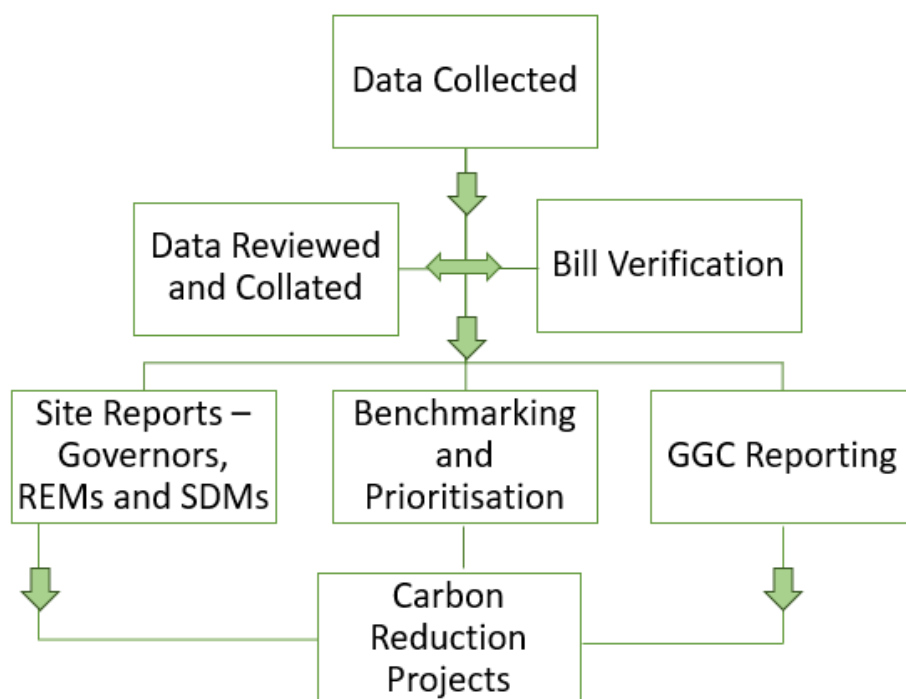 Data Collected
Data Reviewed
and Collated
Bill Verification
Site Reports –
Governors,
REMs and SDMs
Benchmarking
and
Prioritisation
GGC Reporting
Carbon
Reduction
Projects